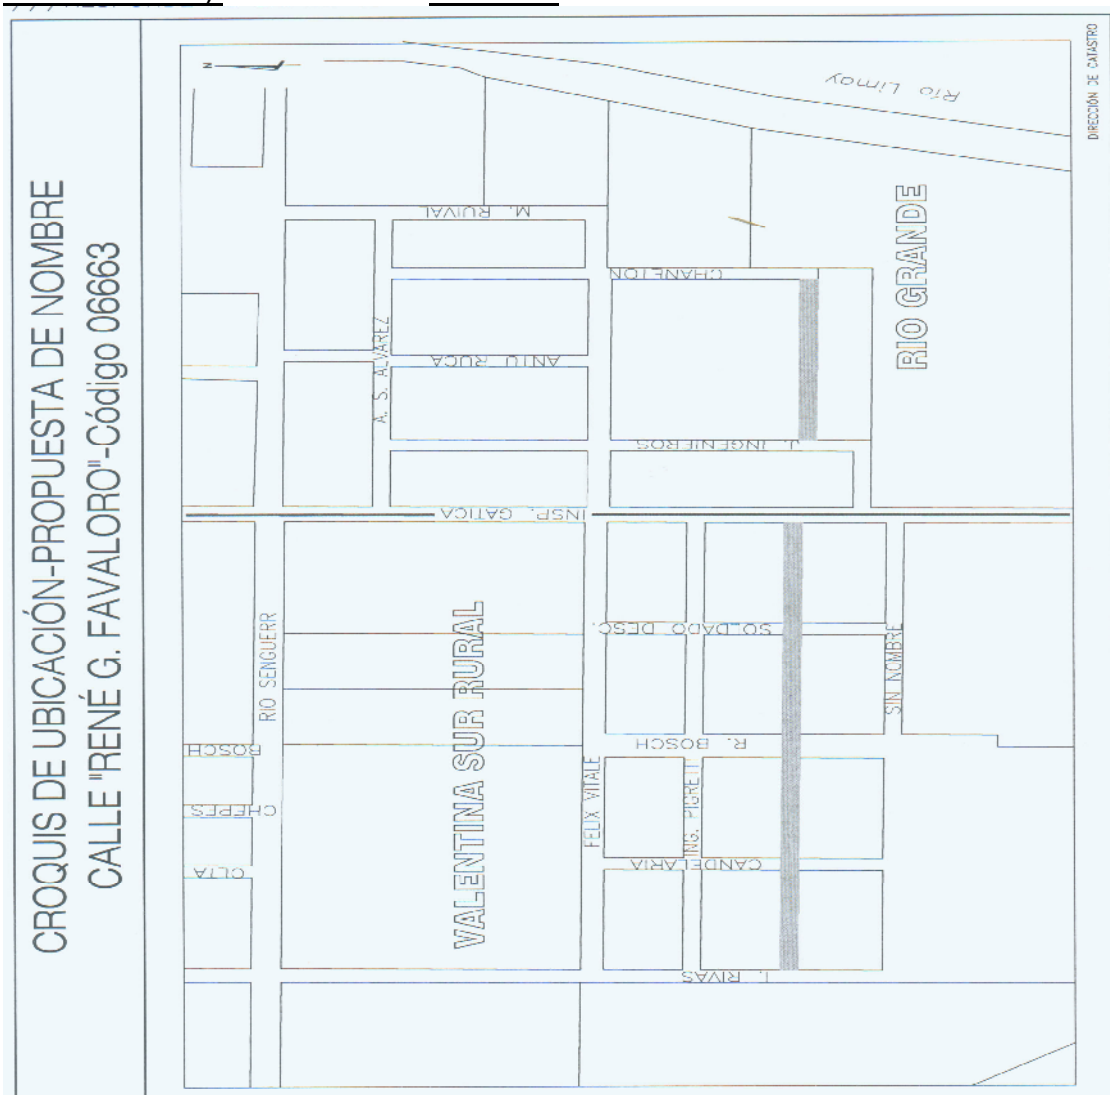 CROQUIS DE UBICACIÓN-PROPUESTA DE NOMBRE
CALLE "RENÉ G. FAVALORO"-Código 06663
N
Río Limay
DIRECCIÓN DE CATASTRO
M. RUIVAL
CHANETON
RIO GRANDE
A. S. ALVAREZ
ANTU RUCA
J. INGENIEROS
INSP. GATICA
RIO SENGUERR
VALENTINA SUR RURAL
SOLDADO DESC.
SIN NOMBRE
BOSCH
R. BOSCH
FELIX VITALE
ING. PIGRETTI
CHERES.
CANDELARIA
OLTA
I. RIVAS